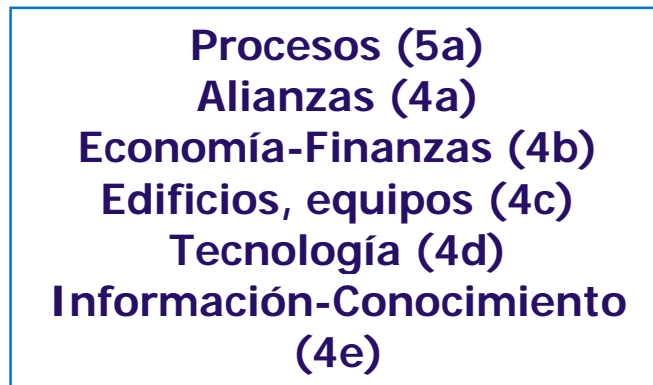 Procesos (5a)
Alianzas (4a)
Economía-Finanzas (4b)
Edificios, equipos (4c)
Tecnología (4d)
Información-Conocimiento
(4e)